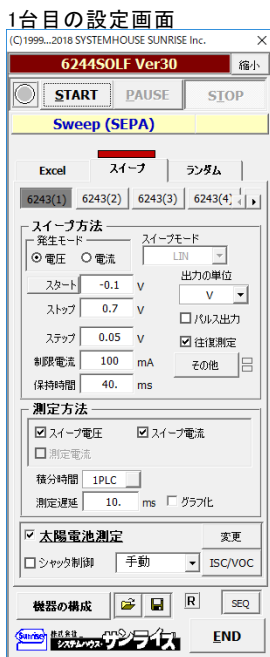 1台目の設定画面
(C)1999...2018 SYSTEMHOUSE SUNRISE Inc. ×
6244SOLF Ver30 縮小
START PAUSE STOP
Sweep (SEPA)
Excel スイープ ランダム
6243(1) 6243(2) 6243(3) 6243(4)
スイープ方法
発生モード スイープモード
電圧 電流 LIN
スタート -0.1 V 出力の単位
V
ストップ 0.7 V パルス出力
ステップ 0.05 V 往復測定
制限電流 100 mA その他
保持時間 40. ms
測定方法
スイープ電圧 スイープ電流
測定電流
積分時間 1PLC
測定遅延 10. ms グラフ化
太陽電池測定 変更
シャッタ制御 手動 ISC/VOC
機器の構成 R SEQ
Sunrise 株式会社 システムハウス サンライズ END